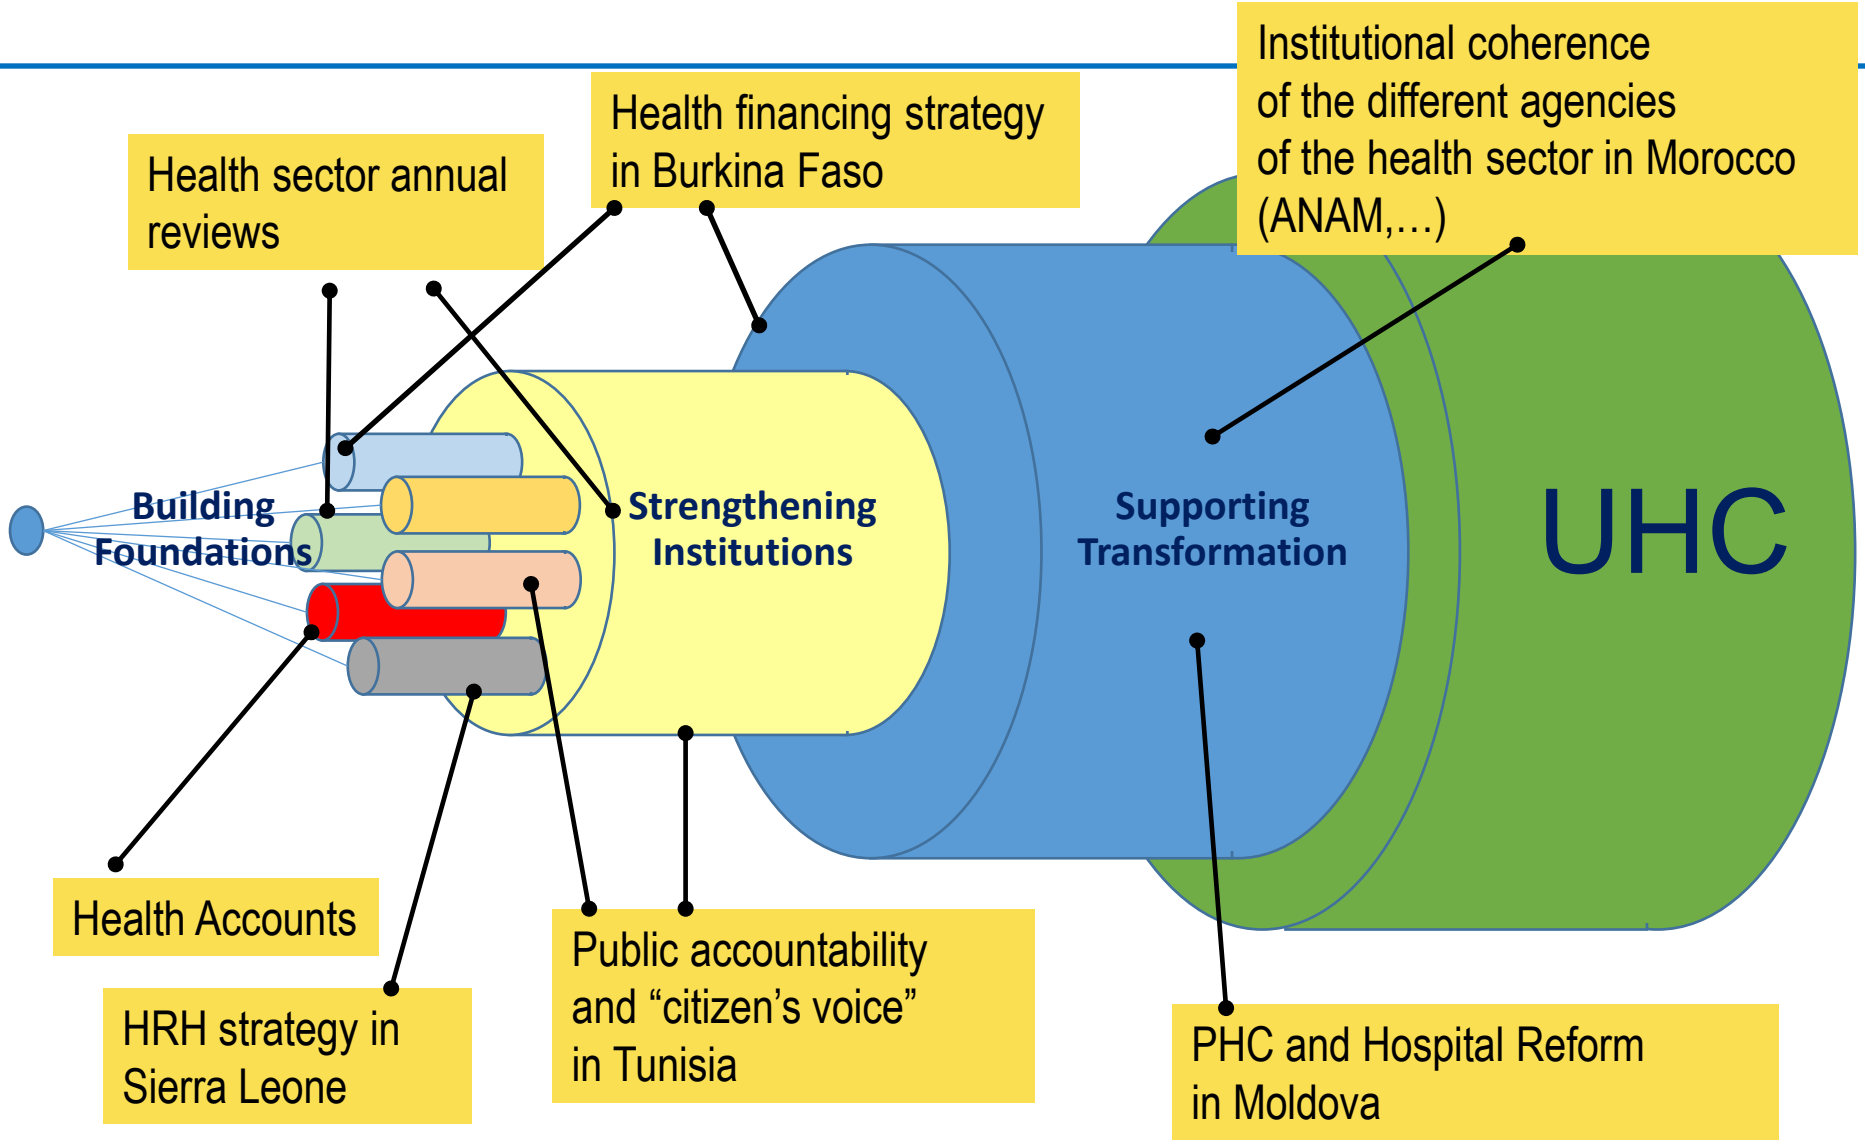 Institutional coherence
of the different agencies
of the health sector in Morocco
(ANAM,…)
Health financing strategy
in Burkina Faso
Health sector annual
reviews
Building
Foundations
Strengthening
Institutions
Supporting
Transformation
UHC
Health Accounts
HRH strategy in
Sierra Leone
Public accountability
and “citizen’s voice”
in Tunisia
PHC and Hospital Reform
in Moldova